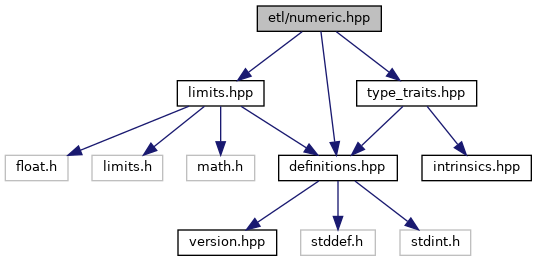 etl/numeric.hpp
limits.hpp
type_traits.hpp
float.h
limits.h
math.h
definitions.hpp
intrinsics.hpp
version.hpp
stddef.h
stdint.h